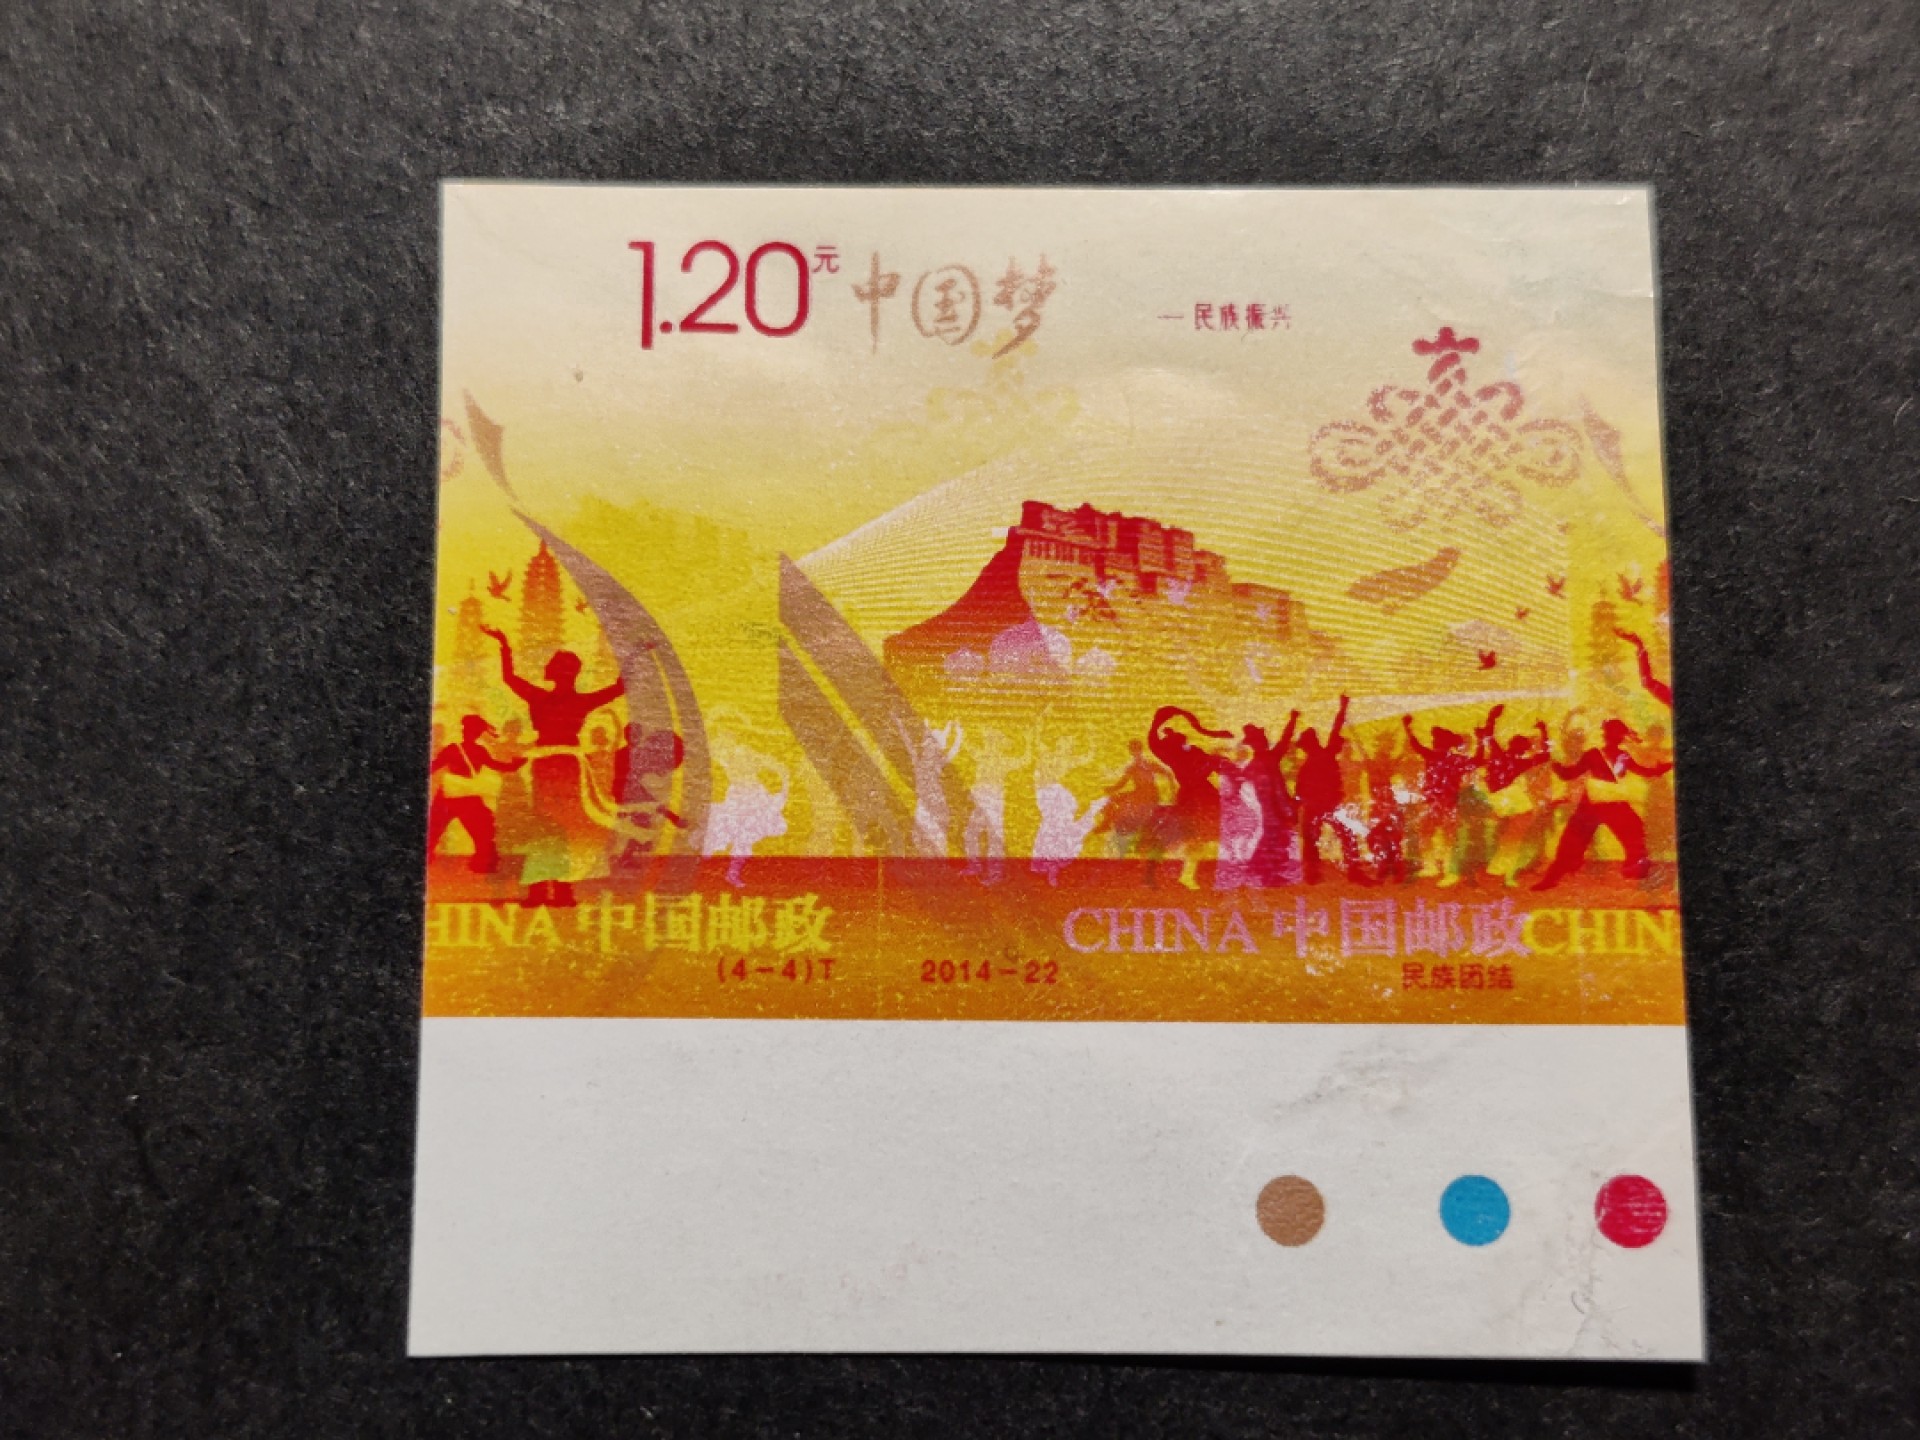 1.20元 中国梦
—民族振兴
HINA 中国邮政 CHINA 中国邮政 CHIN
(4-4)T 2014-22 民族团结